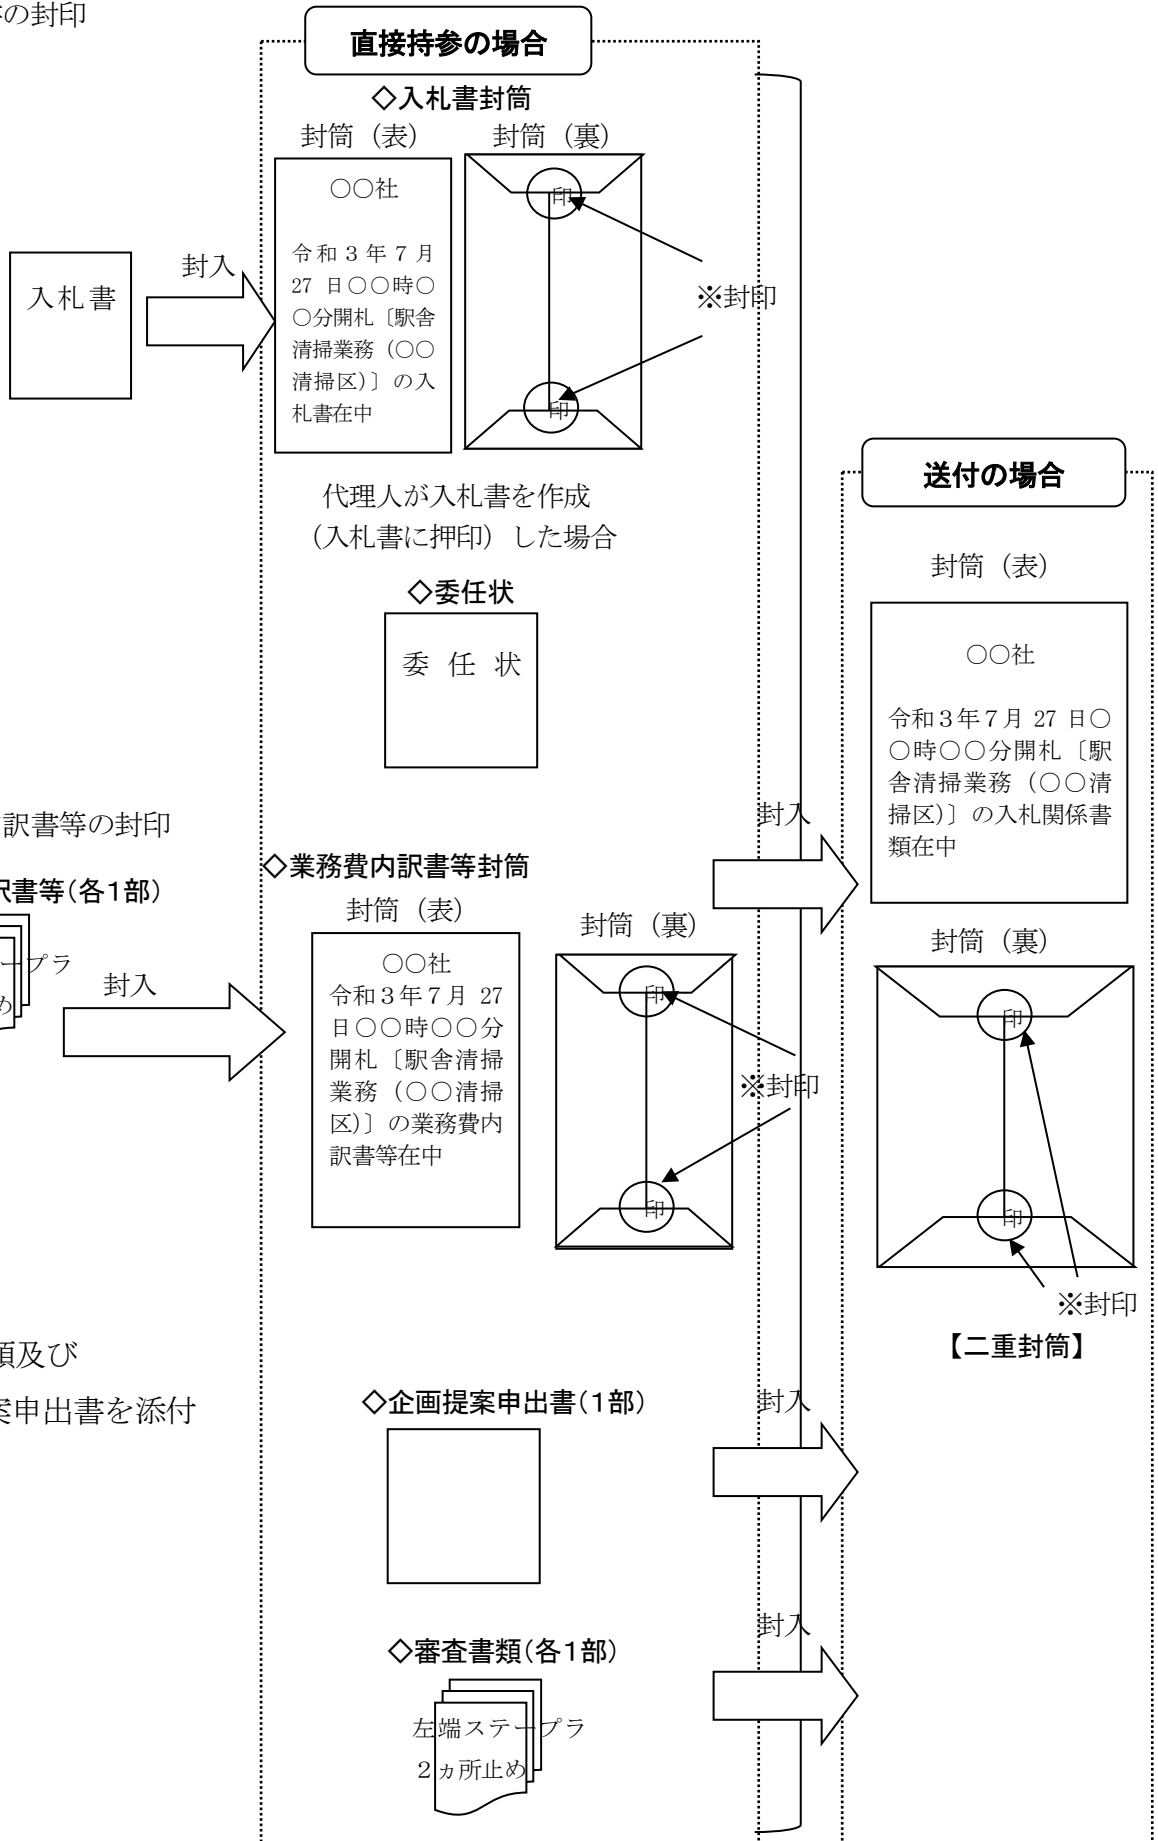 の封印
直接持参の場合
◇入札書封筒
封筒（表）
封筒（裏）
○○社
令和３年７月
27 日○○時○
○分開札〔駅舎
清掃業務（○○
清掃区)〕の入
札書在中
印
印
※封印
入札書
封入
代理人が入札書を作成
（入札書に押印）した場合
◇委任状
委 任 状
訳書等の封印
訳書等（各１部）
ープラ
め
封入
◇業務費内訳書等封筒
封筒（表）
封筒（裏）
○○社
令和３年７月 27
日○○時○○分
開札〔駅舎清掃
業務（○○清掃
区)〕の業務費内
訳書等在中
印
印
※封印
封入
送付の場合
封筒（表）
○○社
令和３年７月 27 日○
○時○○分開札〔駅
舎清掃業務（○○清
掃区)〕の入札関係書
類在中
封筒（裏）
印
印
※封印
【二重封筒】
類及び
案申出書を添付
◇企画提案申出書（１部）
封入
◇審査書類（各１部）
左端ステープラ
２ヵ所止め
封入